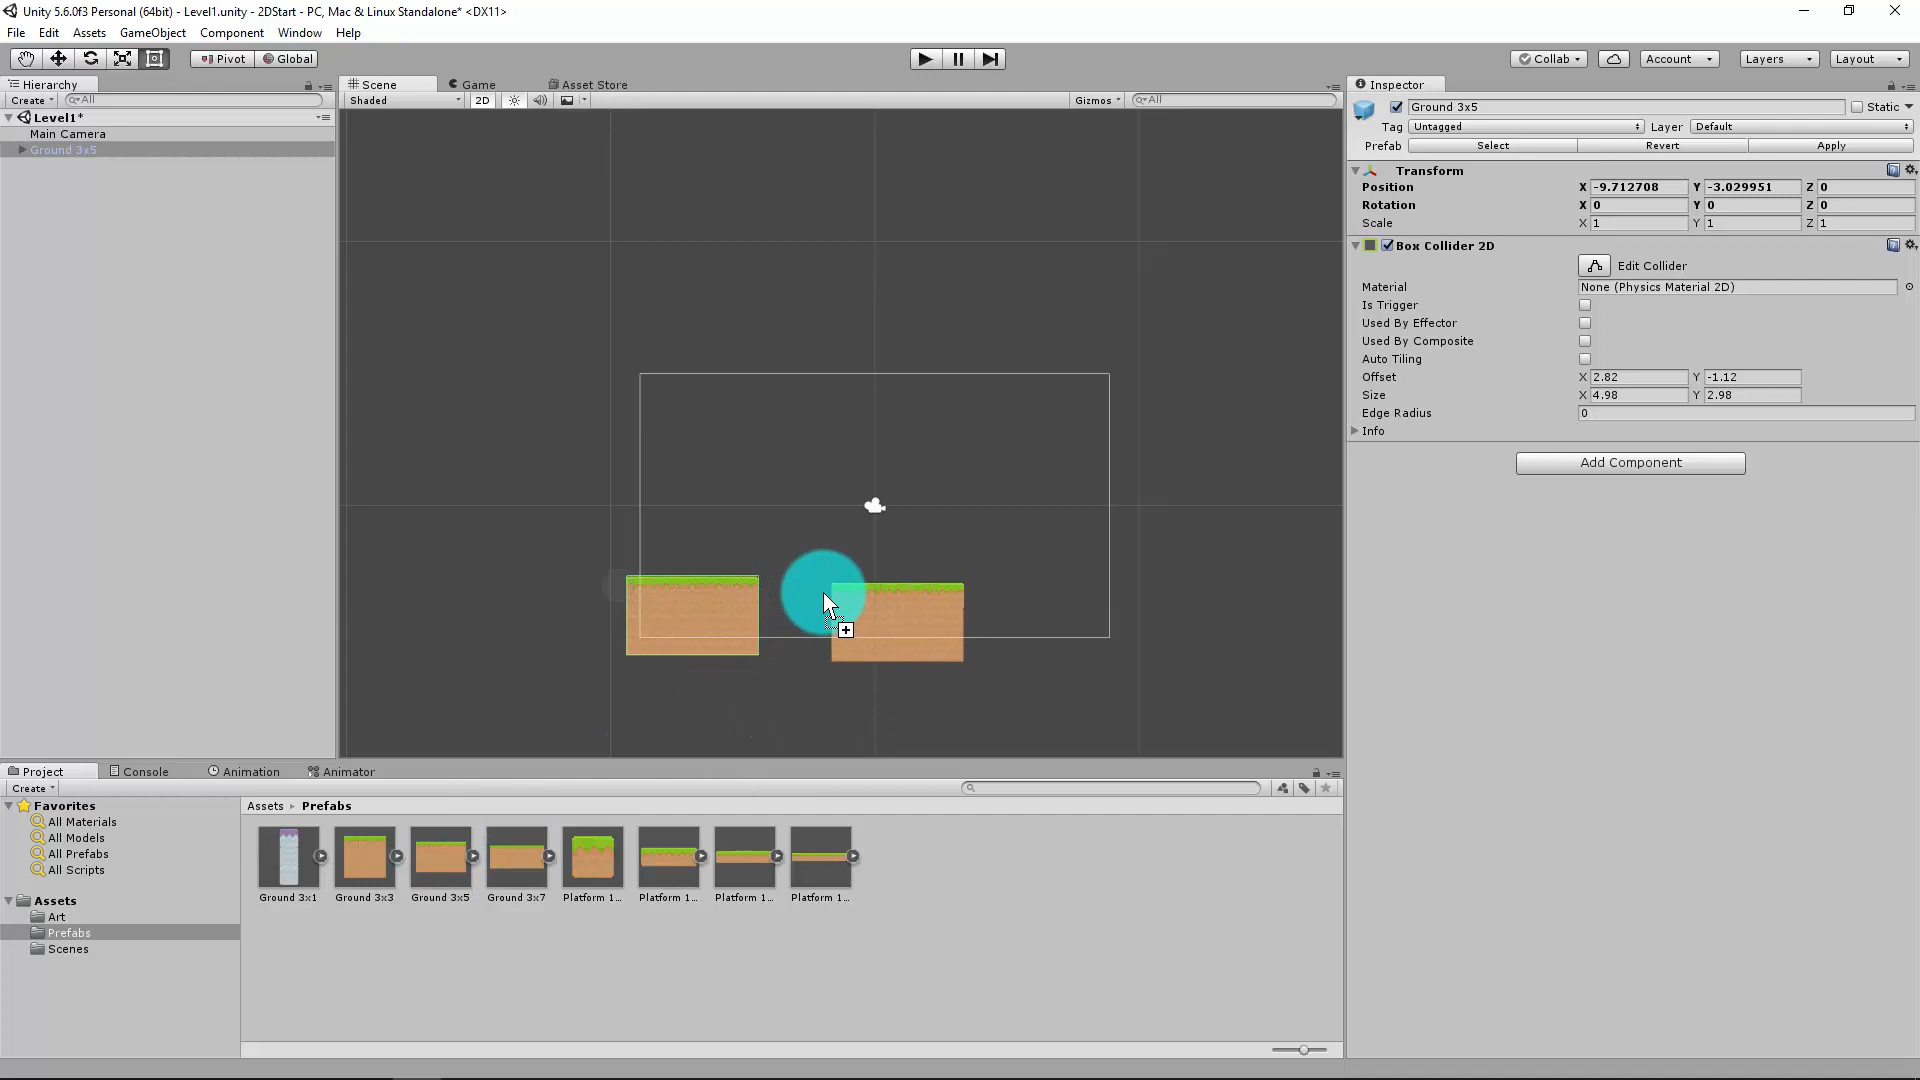 Unity 5.6.0f3 Personal (64bit) - Level1.unity - 2DStart - PC, Mac & Linux Standalone* <DX11>
File Edit Assets GameObject Component Window Help
Pivot Global Collab Account Layers Layout
Hierarchy Scene Game Asset Store Inspector
Create All Shaded 2D Gizmos All Ground 3x5 Static
Level1*
Main Camera
Ground 3x5
Tag Untagged Layer Default
Prefab Select Revert Apply
Transform
Position X -9.712708 Y -3.029951 Z 0
Rotation X 0 Y 0 Z 0
Scale X 1 Y 1 Z 1
Box Collider 2D
Edit Collider
Material None (Physics Material 2D)
Is Trigger
Used By Effector
Used By Composite
Auto Tiling
Offset X 2.82 Y -1.12
Size X 4.98 Y 2.98
Edge Radius 0
Info
Add Component
Project Console Animation Animator
Create
Favorites
All Materials
All Models
All Prefabs
All Scripts
Assets
Art
Prefabs
Scenes
Assets Prefabs
Ground 3x1 Ground 3x3 Ground 3x5 Ground 3x7 Platform 1... Platform 1... Platform 1... Platform 1...